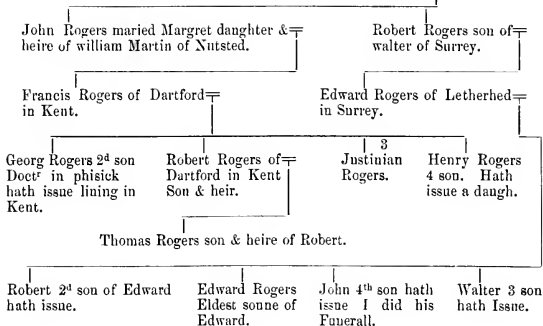 John Rogers maried Margret daughter &
heire of william Martin of Nutsted.
Robert Rogers son of
walter of Surrey.
Francis Rogers of Dartford
in Kent.
Edward Rogers of Letherhed
in Surrey.
Georg Rogers 2d son
Doctr in phisick
hath issue liuing in
Kent.
Robert Rogers of
Dartford in Kent
Son & heir.
3
Justinian
Rogers.
Henry Rogers
4 son. Hath
issue a daugh.
Thomas Rogers son & heire of Robert.
Robert 2d son of Edward
hath issue.
Edward Rogers
Eldest sonne of
Edward.
John 4th son hath
issue I did his
Funerall.
Walter 3 son
hath Issue.